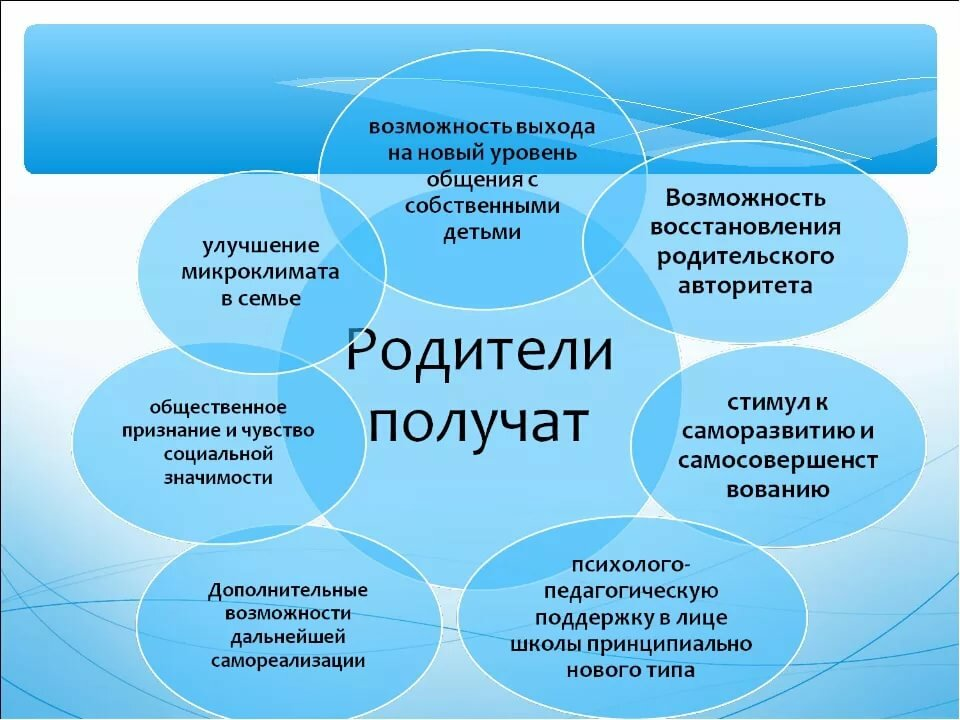 возможность выхода
на новый уровень
общения с
собственными
детьми
Возможность
восстановления
родительского
авторитета
стимул к
саморазвитию и
самосовершенст
вованию
психолого-
педагогическую
поддержку в лице
школы принципиально
нового типа
Дополнительные
возможности
дальнейшей
самореализации
общественное
признание и чувство
социальной
значимости
улучшение
микроклимата
в семье
Родители
получат